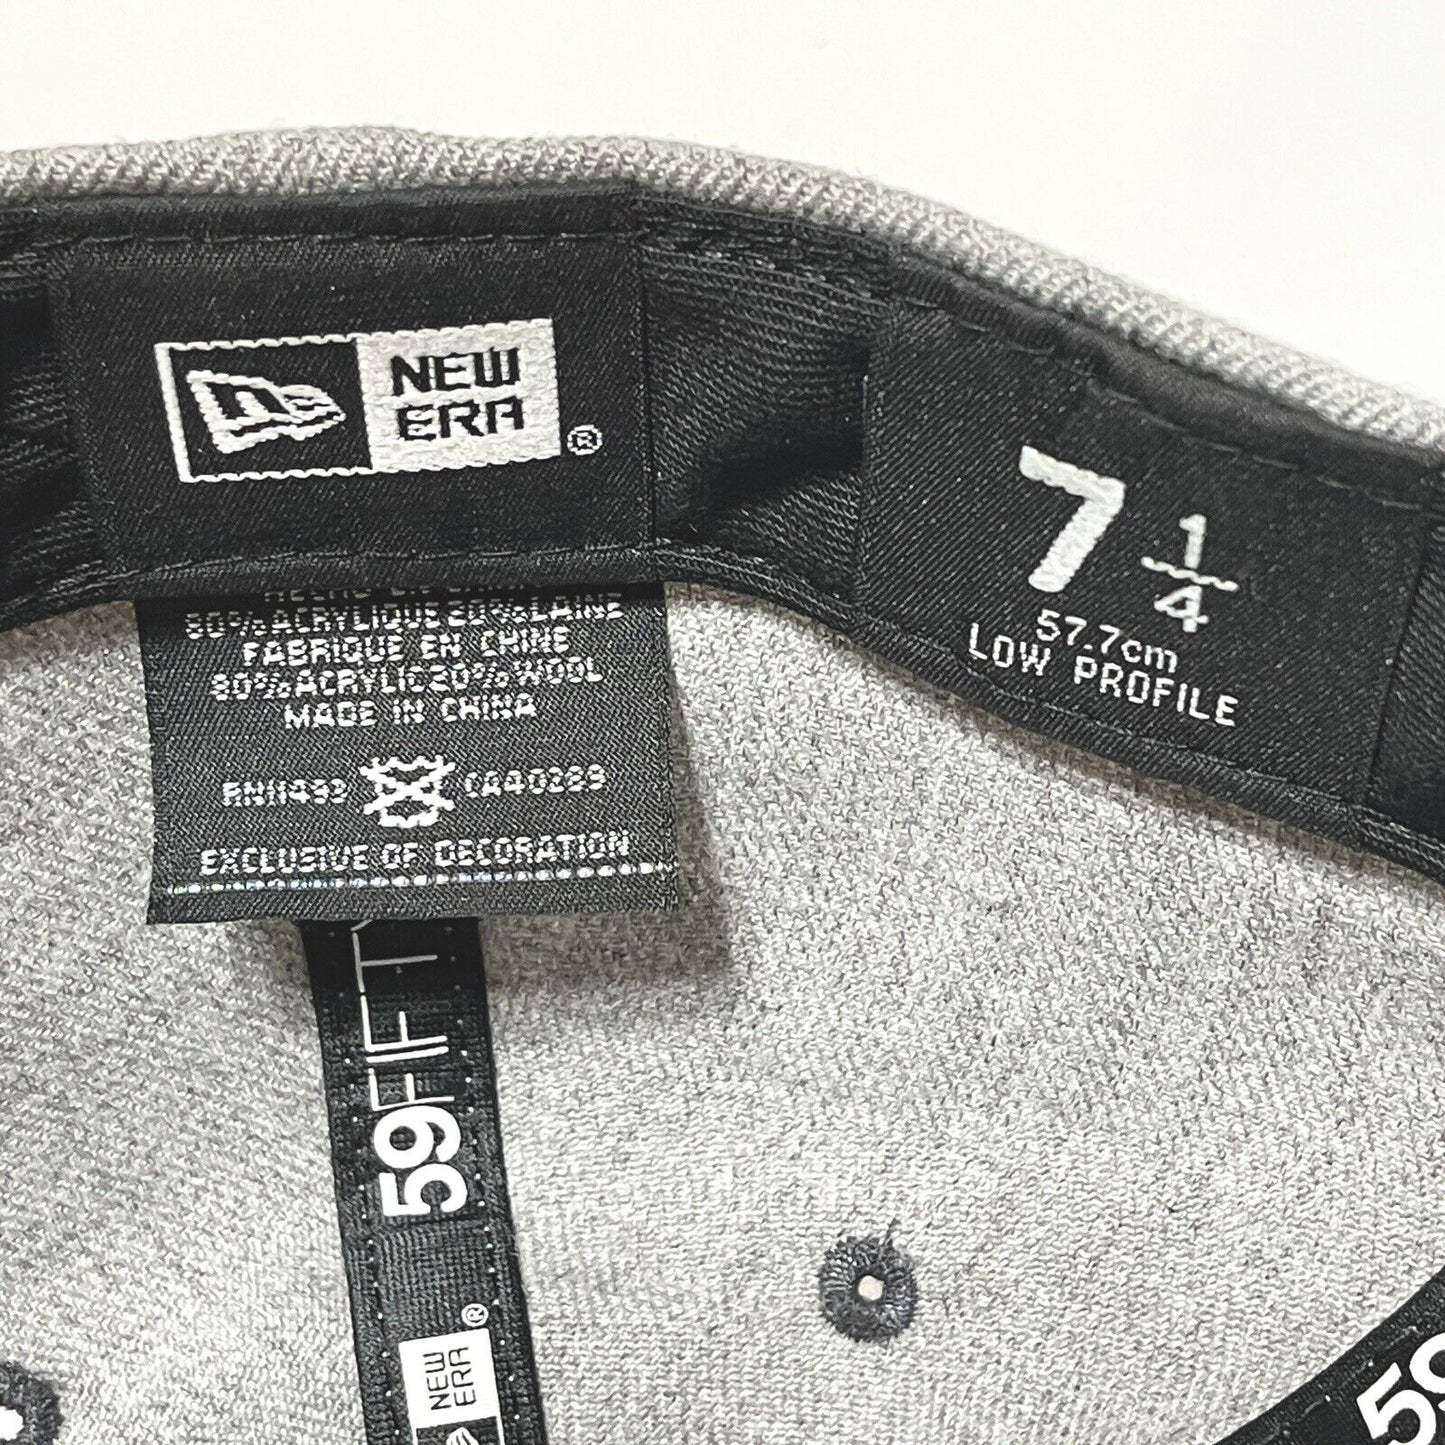 NEW
ERA
®
7 1/4
57.7cm
LOW PROFILE
80% ACRYLIQUE 20% LAINE
FABRIQUE EN CHINE
80% ACRYLIC 20% WOOL
MADE IN CHINA
RN11493 CA40289
EXCLUSIVE OF DECORATION
59FIFTY
NEW
ERA
®
59